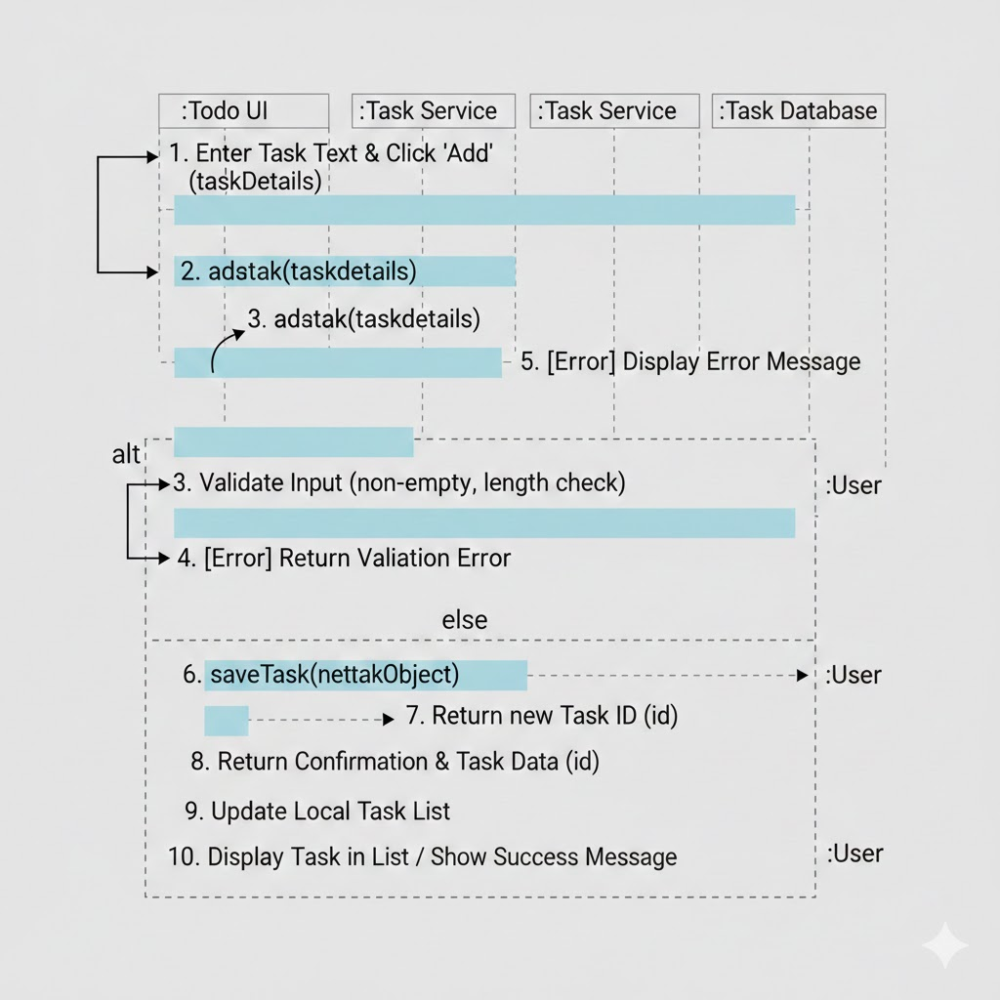 :Todo UI
:Task Service
:Task Service
:Task Database
1. Enter Task Text & Click 'Add'
(taskDetails)
2. adstak(taskdetails)
3. adstak(taskdetails)
5. [Error] Display Error Message
alt
3. Validate Input (non-empty, length check)
:User
4. [Error] Return Valiation Error
else
6. saveTask(nettakObject)
:User
7. Return new Task ID (id)
8. Return Confirmation & Task Data (id)
9. Update Local Task List
10. Display Task in List / Show Success Message
:User